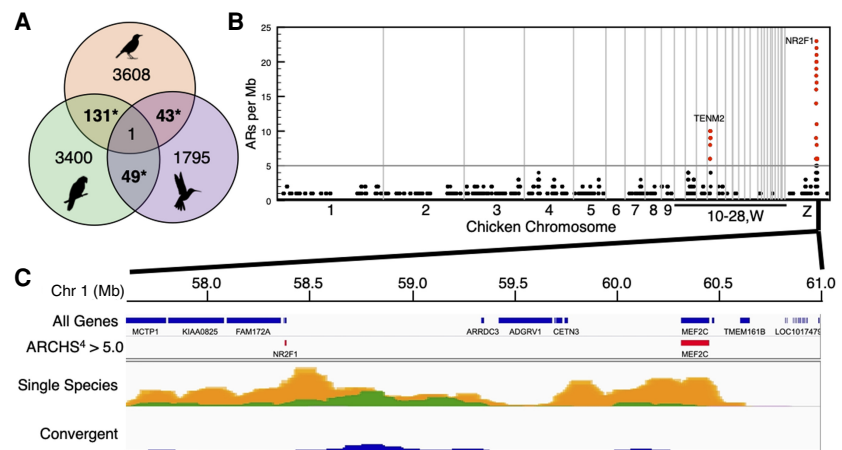 A
3608
131*
43*
1
3400
1795
49*
B
ARs per Mb
25
20
15
10
5
0
NR2F1
TENM2
1 2 3 4 5 6 7 8 9 10-28,W Z
Chicken Chromosome
C
Chr 1 (Mb)
58.0 58.5 59.0 59.5 60.0 60.5 61.0
All Genes
MCTP1 KIAA0825 FAM172A ARRDC3 ADGRV1 CETN3 MEF2C TMEM161B LOC1017479
ARCHS⁴ > 5.0
NR2F1 MEF2C
Single Species
Convergent